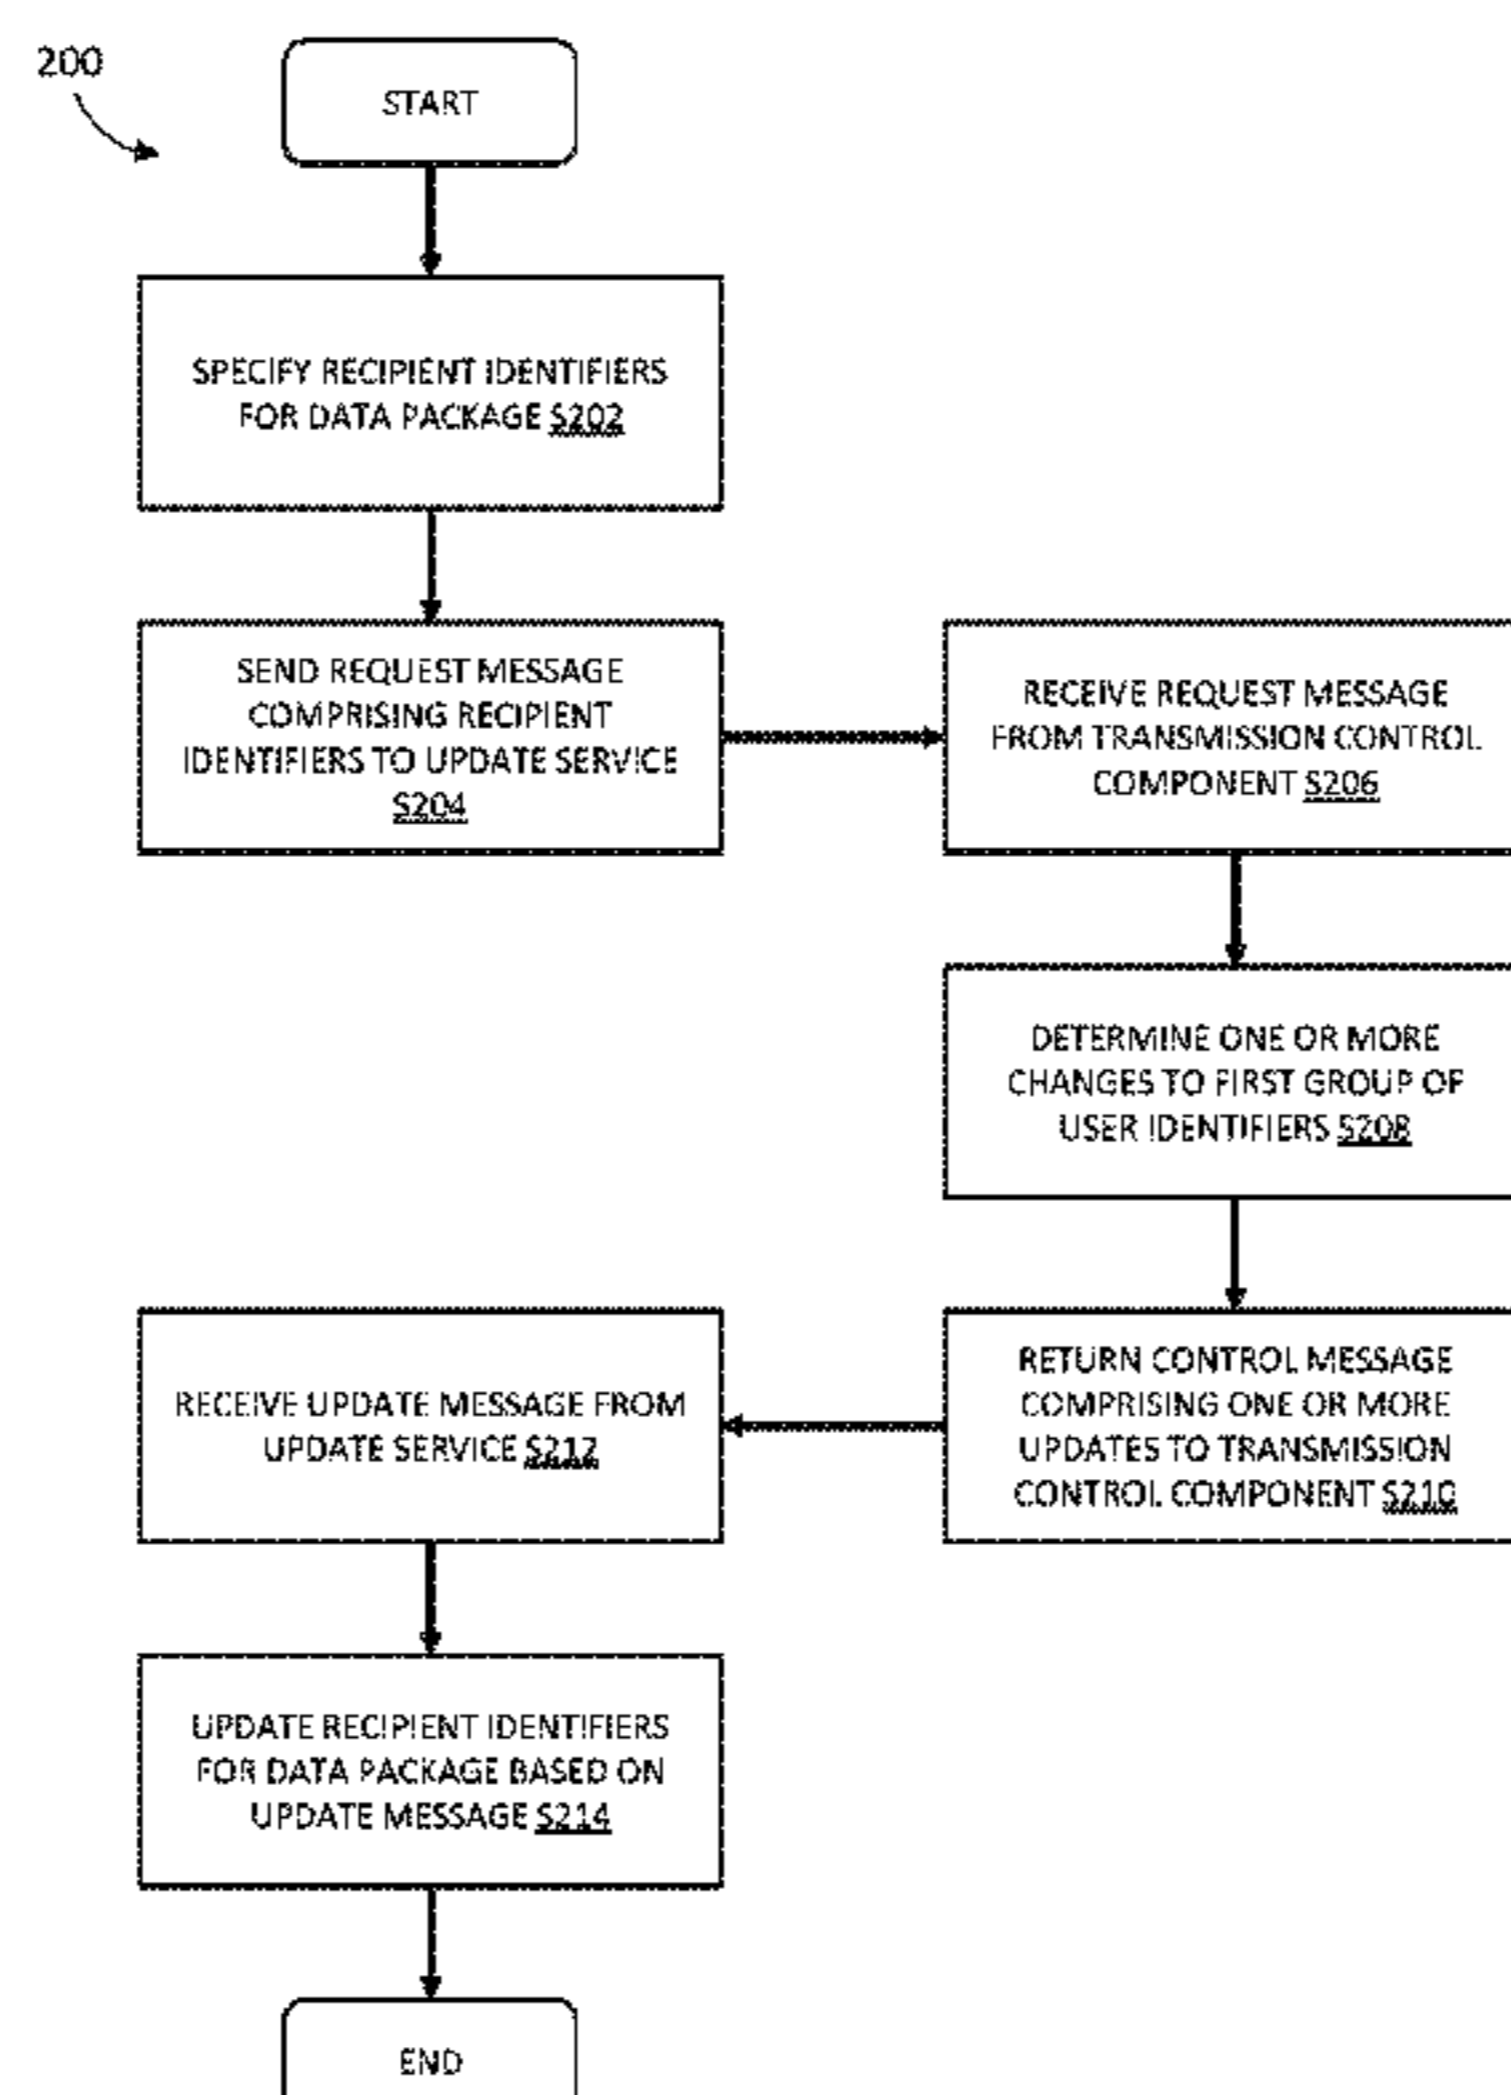 200
START
SPECIFY RECIPIENT IDENTIFIERS
FOR DATA PACKAGE S202
SEND REQUEST MESSAGE
COMPRISING RECIPIENT
IDENTIFIERS TO UPDATE SERVICE
S204
RECEIVE REQUEST MESSAGE
FROM TRANSMISSION CONTROL
COMPONENT S206
DETERMINE ONE OR MORE
CHANGES TO FIRST GROUP OF
USER IDENTIFIERS S208
RETURN CONTROL MESSAGE
COMPRISING ONE OR MORE
UPDATES TO TRANSMISSION
CONTROL COMPONENT S210
RECEIVE UPDATE MESSAGE FROM
UPDATE SERVICE S212
UPDATE RECIPIENT IDENTIFIERS
FOR DATA PACKAGE BASED ON
UPDATE MESSAGE S214
END